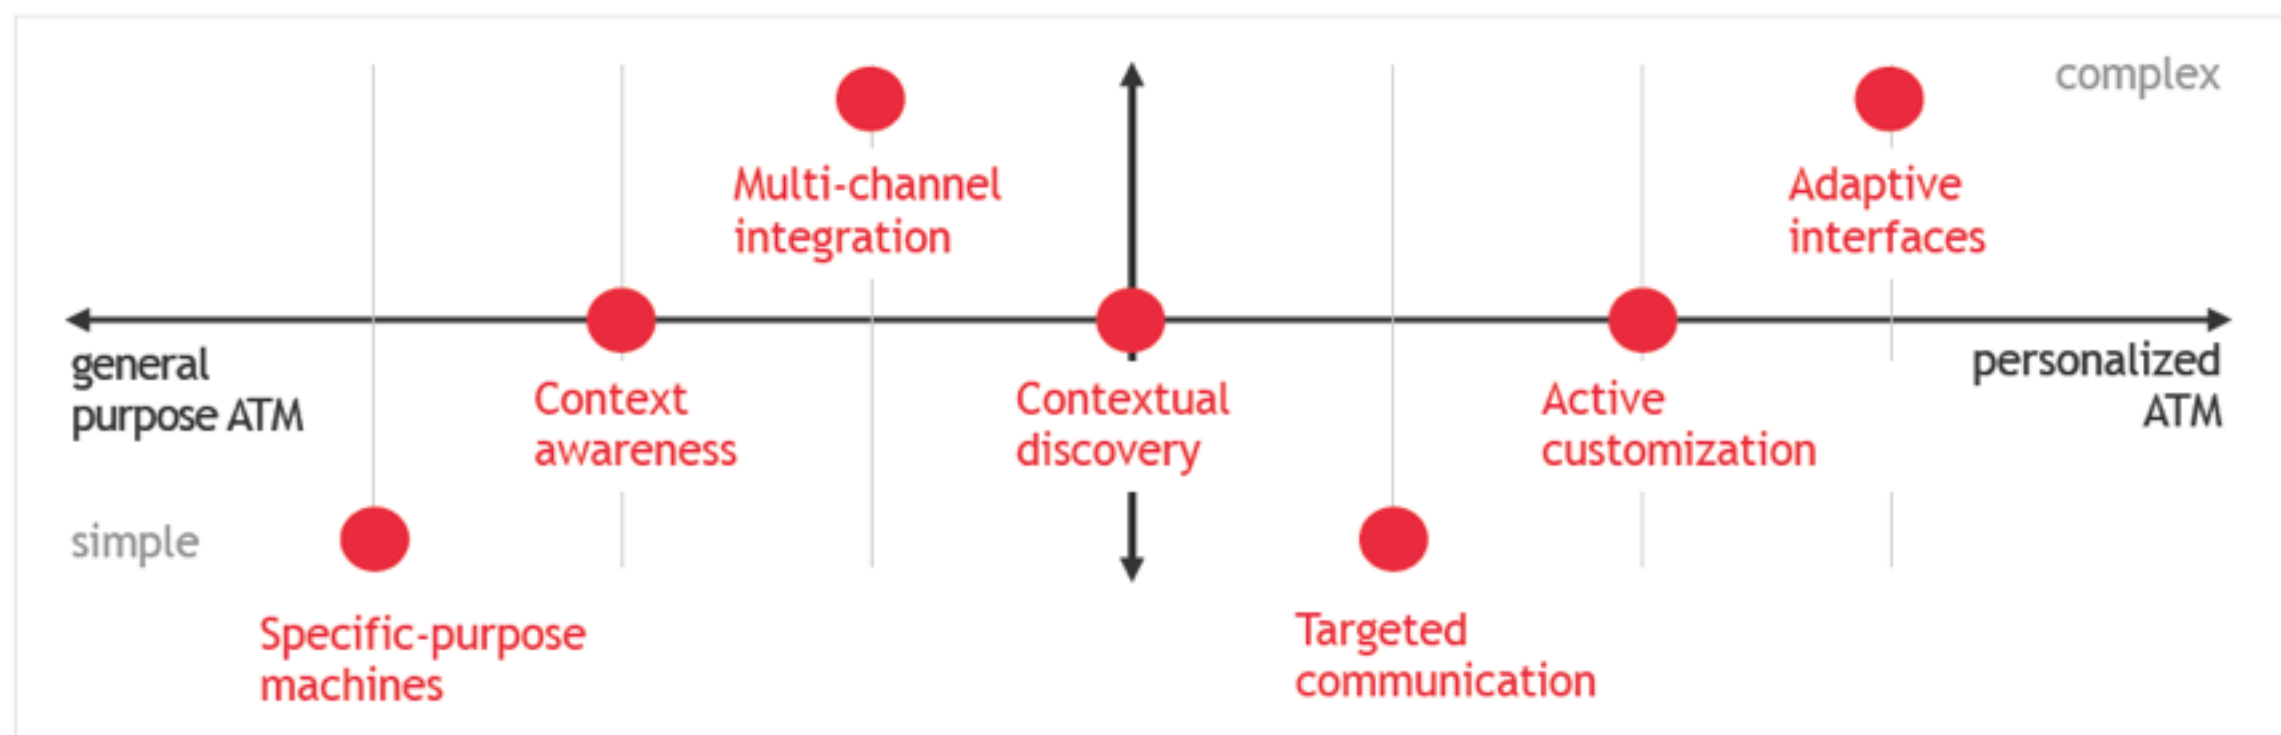 complex
Multi-channel
integration
Adaptive
interfaces
general
purpose ATM
personalized
ATM
Context
awareness
Contextual
discovery
Active
customization
simple
Specific-purpose
machines
Targeted
communication